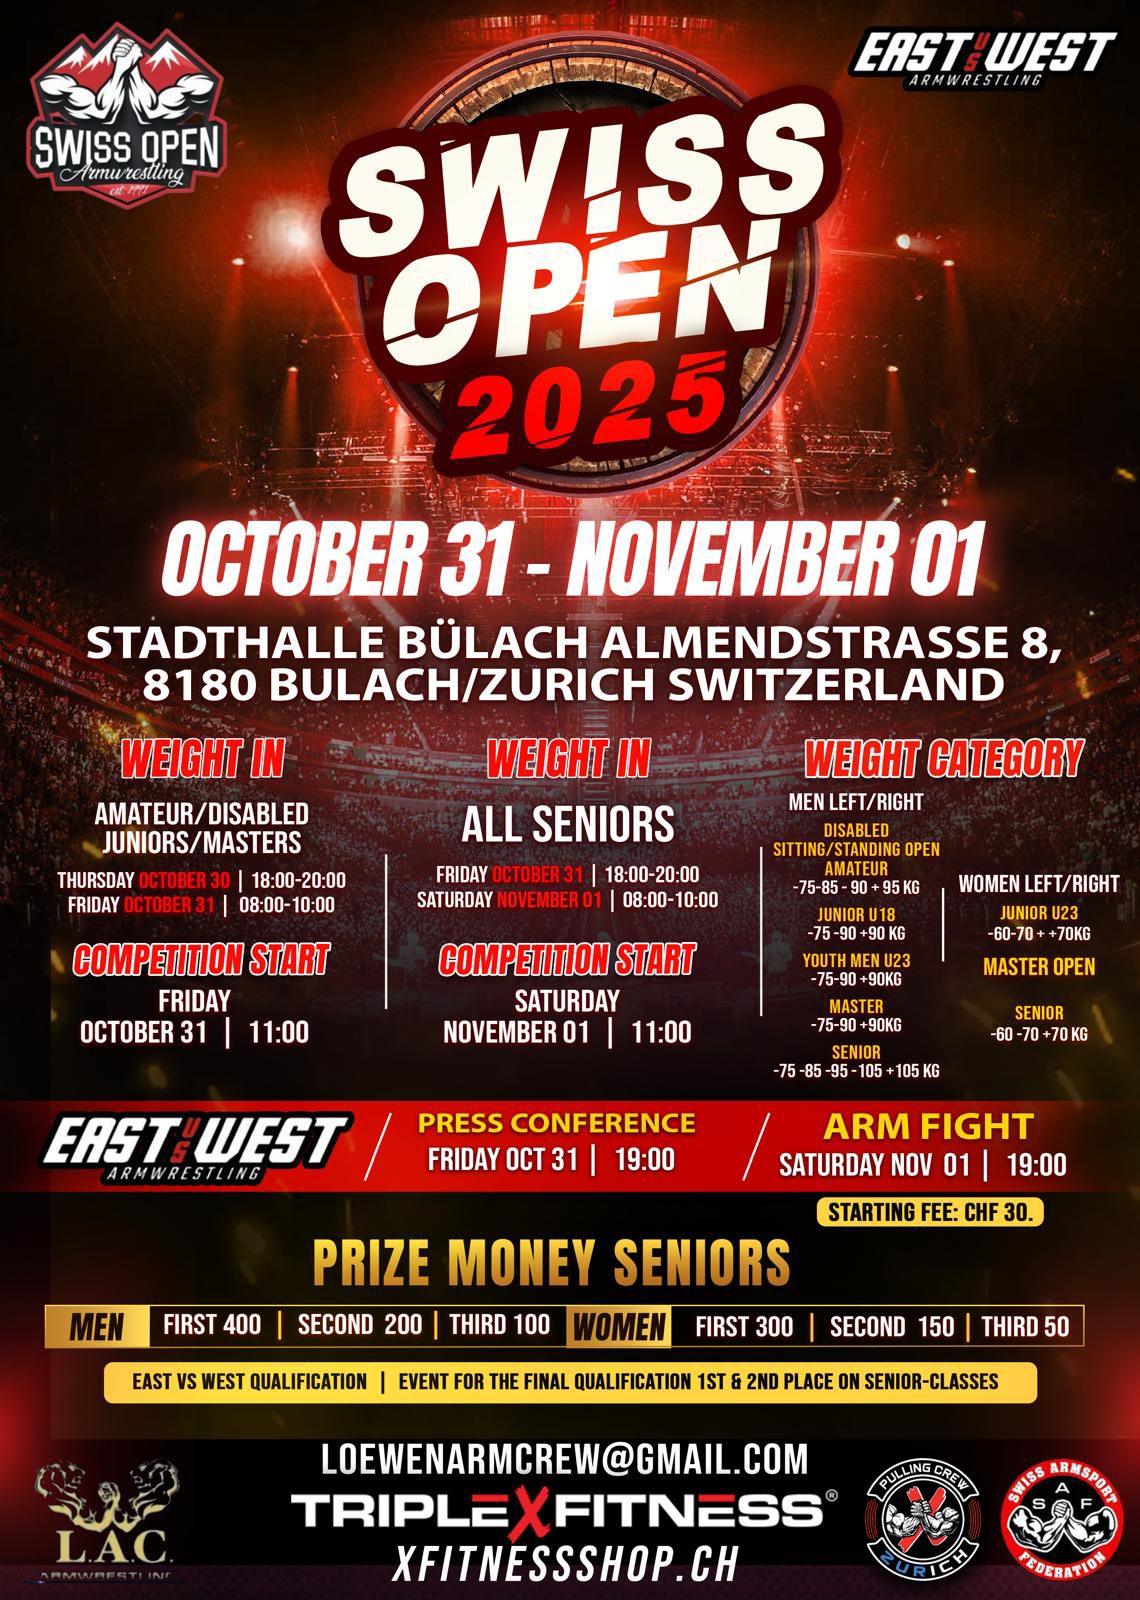 SWISS OPEN
Armwrestling
est. 1991
EAST VS WEST
ARMWRESTLING
SWISS
OPEN
2025
OCTOBER 31 - NOVEMBER 01
STADTHALLE BÜLACH ALMENDSTRASSE 8,
8180 BULACH/ZURICH SWITZERLAND
WEIGHT IN
AMATEUR/DISABLED
JUNIORS/MASTERS
THURSDAY OCTOBER 30 | 18:00-20:00
FRIDAY OCTOBER 31 | 08:00-10:00
COMPETITION START
FRIDAY
OCTOBER 31 | 11:00
WEIGHT IN
ALL SENIORS
FRIDAY OCTOBER 31 | 18:00-20:00
SATURDAY NOVEMBER 01 | 08:00-10:00
COMPETITION START
SATURDAY
NOVEMBER 01 | 11:00
WEIGHT CATEGORY
MEN LEFT/RIGHT
DISABLED
SITTING/STANDING OPEN
AMATEUR
-75-85 - 90 + 95 KG
JUNIOR U18
-75 -90 +90 KG
YOUTH MEN U23
-75-90 +90KG
MASTER
-75-90 +90KG
SENIOR
-75 -85 -95 -105 +105 KG
WOMEN LEFT/RIGHT
JUNIOR U23
-60-70 + +70KG
MASTER OPEN
SENIOR
-60 -70 +70 KG
EAST VS WEST
ARMWRESTLING
PRESS CONFERENCE
FRIDAY OCT 31 | 19:00
ARM FIGHT
SATURDAY NOV 01 | 19:00
STARTING FEE: CHF 30.
PRIZE MONEY SENIORS
MEN FIRST 400 | SECOND 200 | THIRD 100 WOMEN FIRST 300 | SECOND 150 | THIRD 50
EAST VS WEST QUALIFICATION | EVENT FOR THE FINAL QUALIFICATION 1ST & 2ND PLACE ON SENIOR-CLASSES
LOEWENARMCREW@GMAIL.COM
TRIPLEXFITNESS®
XFITNESSSHOP.CH
L.A.C.
ARMWRESTLING
PULLING CREW
ZURICH
SWISS ARMSPORT
SAF
FEDERATION